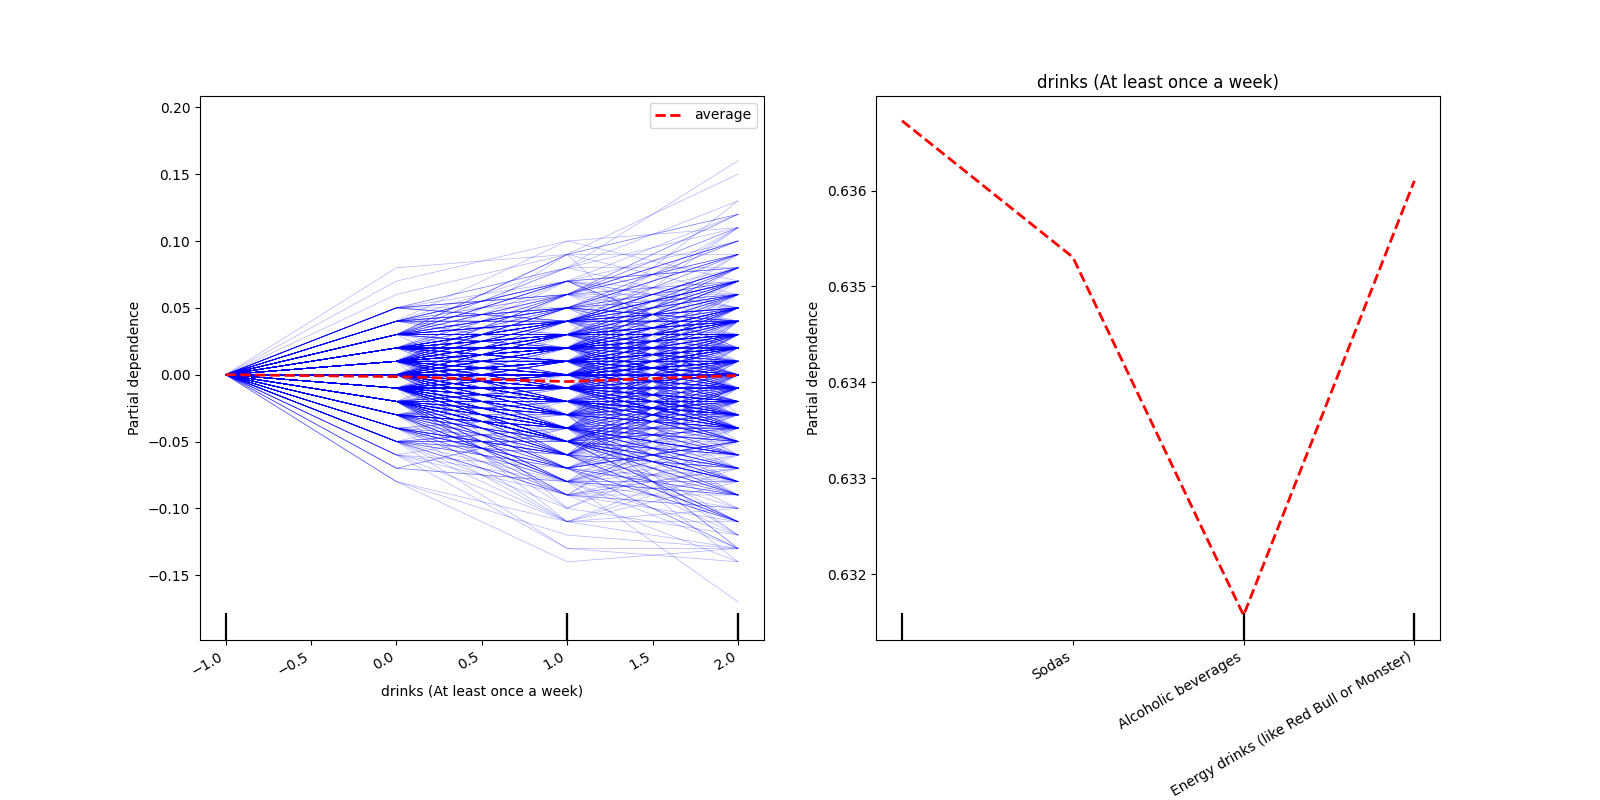 drinks (At least once a week)
0.20
0.15
0.10
0.05
0.00
−0.05
−0.10
−0.15
Partial dependence
average
−1.0
−0.5
0.0
0.5
1.0
1.5
2.0
drinks (At least once a week)
0.636
0.635
0.634
0.633
0.632
Partial dependence
Sodas
Alcoholic beverages
Energy drinks (like Red Bull or Monster)